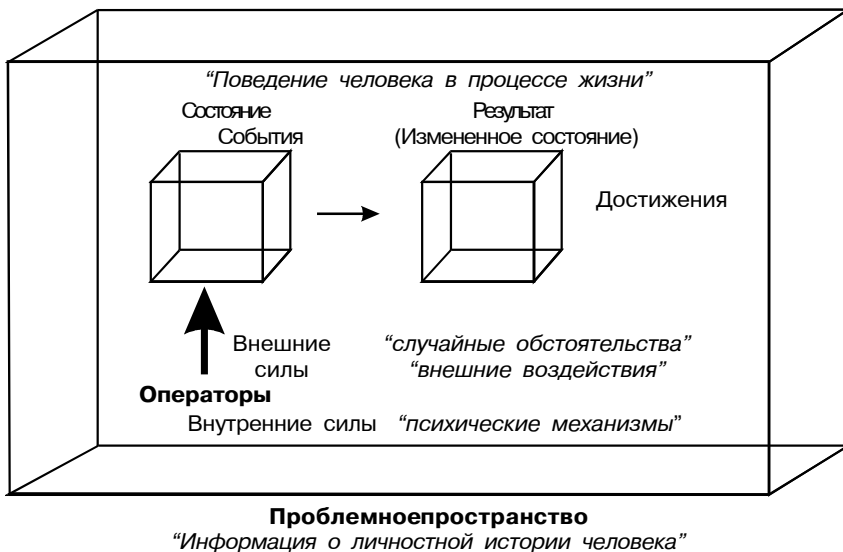 “Поведение человека в процессе жизни”
Состояние
События
Результат
(Измененное состояние)
Достижения
Внешние
силы
“случайные обстоятельства”
“внешние воздействия”
Операторы
Внутренние силы “психические механизмы”
Проблемноепространство
“Информация о личностной истории человека”